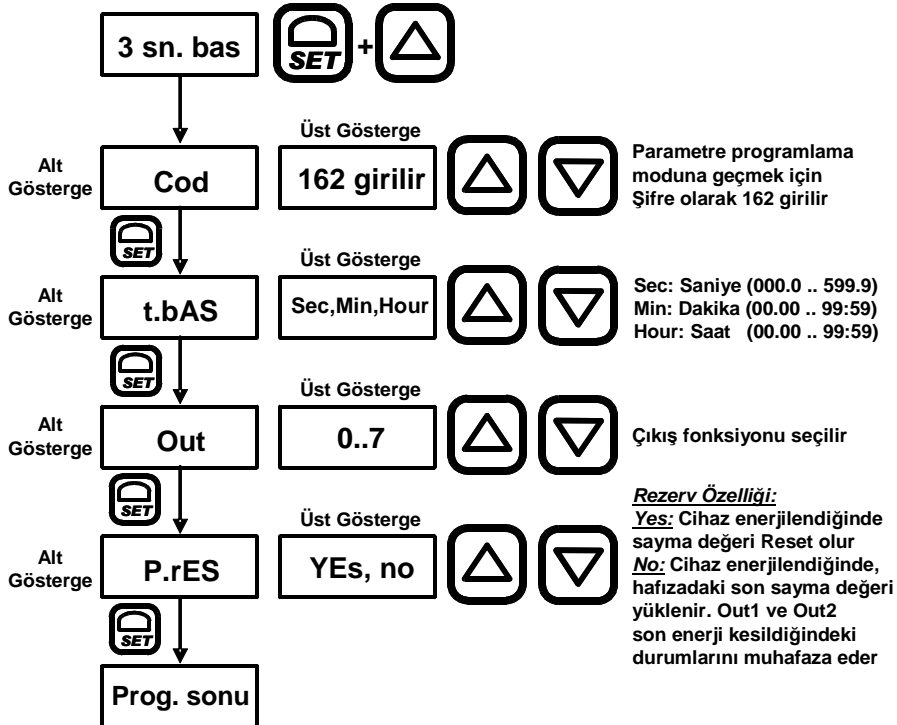 3 sn. bas
SET
+
Üst Gösterge
Alt
Gösterge
Cod
162 girilir
Parametre programlama
moduna geçmek için
Şifre olarak 162 girilir
SET
Üst Gösterge
Alt
Gösterge
t.bAS
Sec,Min,Hour
Sec: Saniye (000.0 .. 599.9)
Min: Dakika (00.00 .. 99:59)
Hour: Saat (00.00 .. 99:59)
SET
Üst Gösterge
Alt
Gösterge
Out
0..7
Çıkış fonksiyonu seçilir
SET
Üst Gösterge
Alt
Gösterge
P.rES
YEs, no
Rezerv Özelliği:
Yes: Cihaz enerjilendiğinde
sayma değeri Reset olur
No: Cihaz enerjilendiğinde,
hafızadaki son sayma değeri
yüklenir. Out1 ve Out2
son enerji kesildiğindeki
durumlarını muhafaza eder
SET
Prog. sonu